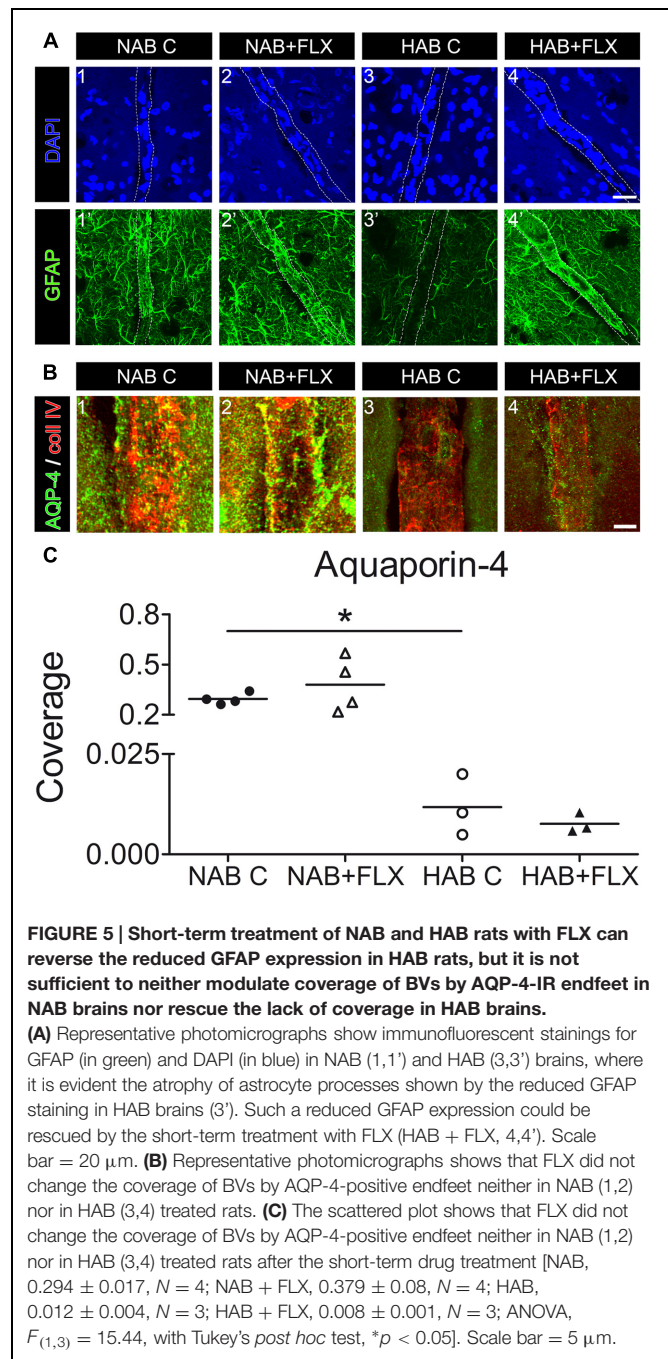 A
NAB C NAB+FLX HAB C HAB+FLX
DAPI
1 2 3 4
GFAP
1' 2' 3' 4'
B
NAB C NAB+FLX HAB C HAB+FLX
AQP-4 / coll IV
1 2 3 4
C
Aquaporin-4
*
Coverage
0.8
0.5
0.2
0.025
0.000
NAB C NAB+FLX HAB C HAB+FLX
FIGURE 5 | Short-term treatment of NAB and HAB rats with FLX can
reverse the reduced GFAP expression in HAB rats, but it is not
sufficient to neither modulate coverage of BVs by AQP-4-IR endfeet in
NAB brains nor rescue the lack of coverage in HAB brains.
(A) Representative photomicrographs show immunofluorescent stainings for
GFAP (in green) and DAPI (in blue) in NAB (1,1') and HAB (3,3') brains, where
it is evident the atrophy of astrocyte processes shown by the reduced GFAP
staining in HAB brains (3'). Such a reduced GFAP expression could be
rescued by the short-term treatment with FLX (HAB + FLX, 4,4'). Scale
bar = 20 μm. (B) Representative photomicrographs shows that FLX did not
change the coverage of BVs by AQP-4-positive endfeet neither in NAB (1,2)
nor in HAB (3,4) treated rats. (C) The scattered plot shows that FLX did not
change the coverage of BVs by AQP-4-positive endfeet neither in NAB (1,2)
nor in HAB (3,4) treated rats after the short-term drug treatment [NAB,
0.294 ± 0.017, N = 4; NAB + FLX, 0.379 ± 0.08, N = 4; HAB,
0.012 ± 0.004, N = 3; HAB + FLX, 0.008 ± 0.001, N = 3; ANOVA,
F(1,3) = 15.44, with Tukey's post hoc test, *p < 0.05]. Scale bar = 5 μm.